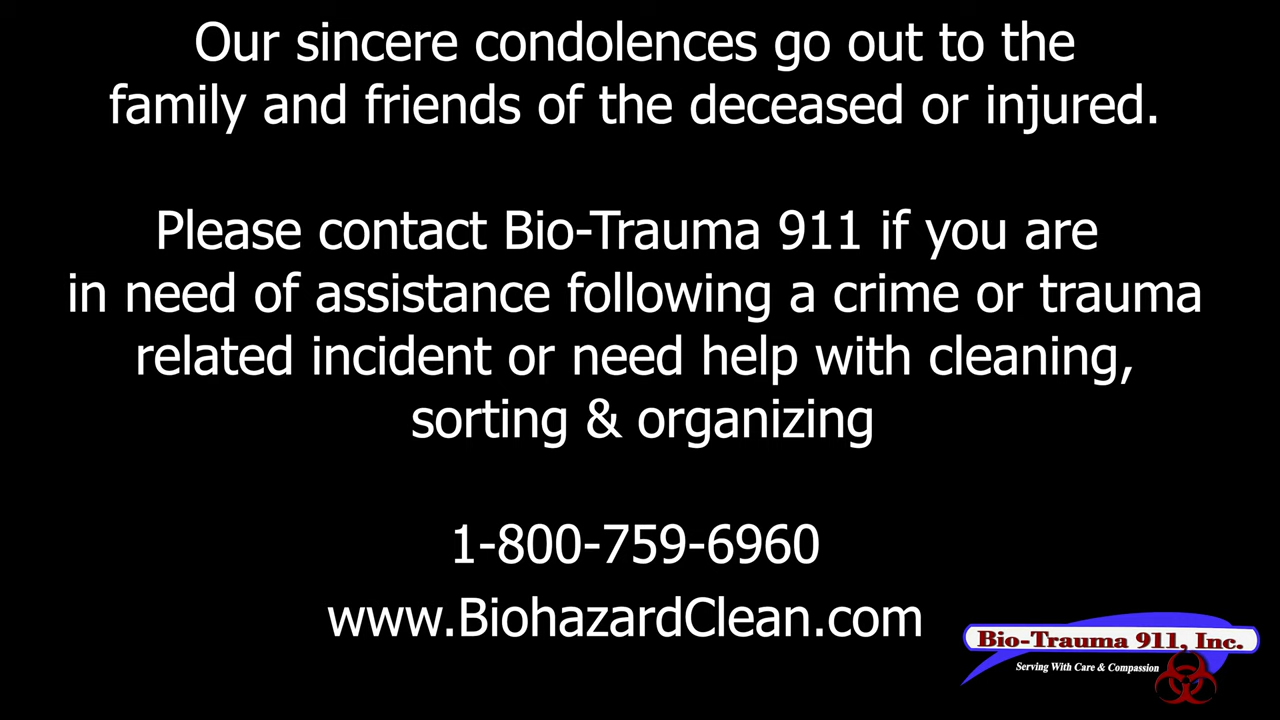 Our sincere condolences go out to the
family and friends of the deceased or injured.
Please contact Bio-Trauma 911 if you are
in need of assistance following a crime or trauma
related incident or need help with cleaning,
sorting & organizing
1-800-759-6960
www.BiohazardClean.com
Bio-Trauma 911, Inc.
Serving With Care & Compassion